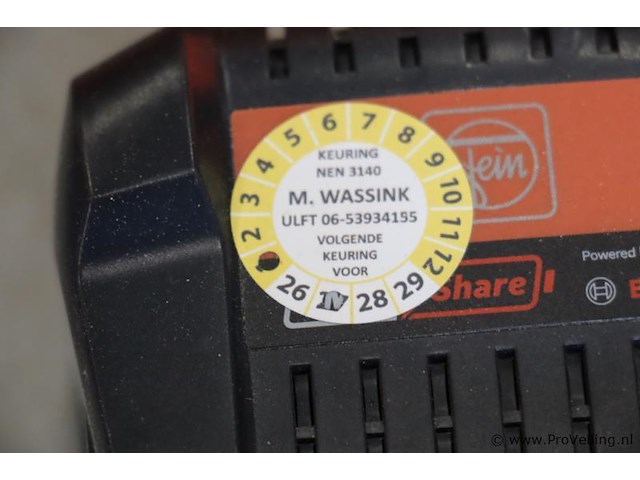 2 3 4 5 6 7 8 9 10 11 12
KEURING
NEN 3140
M. WASSINK
ULFT 06-53934155
VOLGENDE
KEURING
VOOR
26 28 29
Fein
Share
Powered
BOSCH
© www.ProVeiling.nl